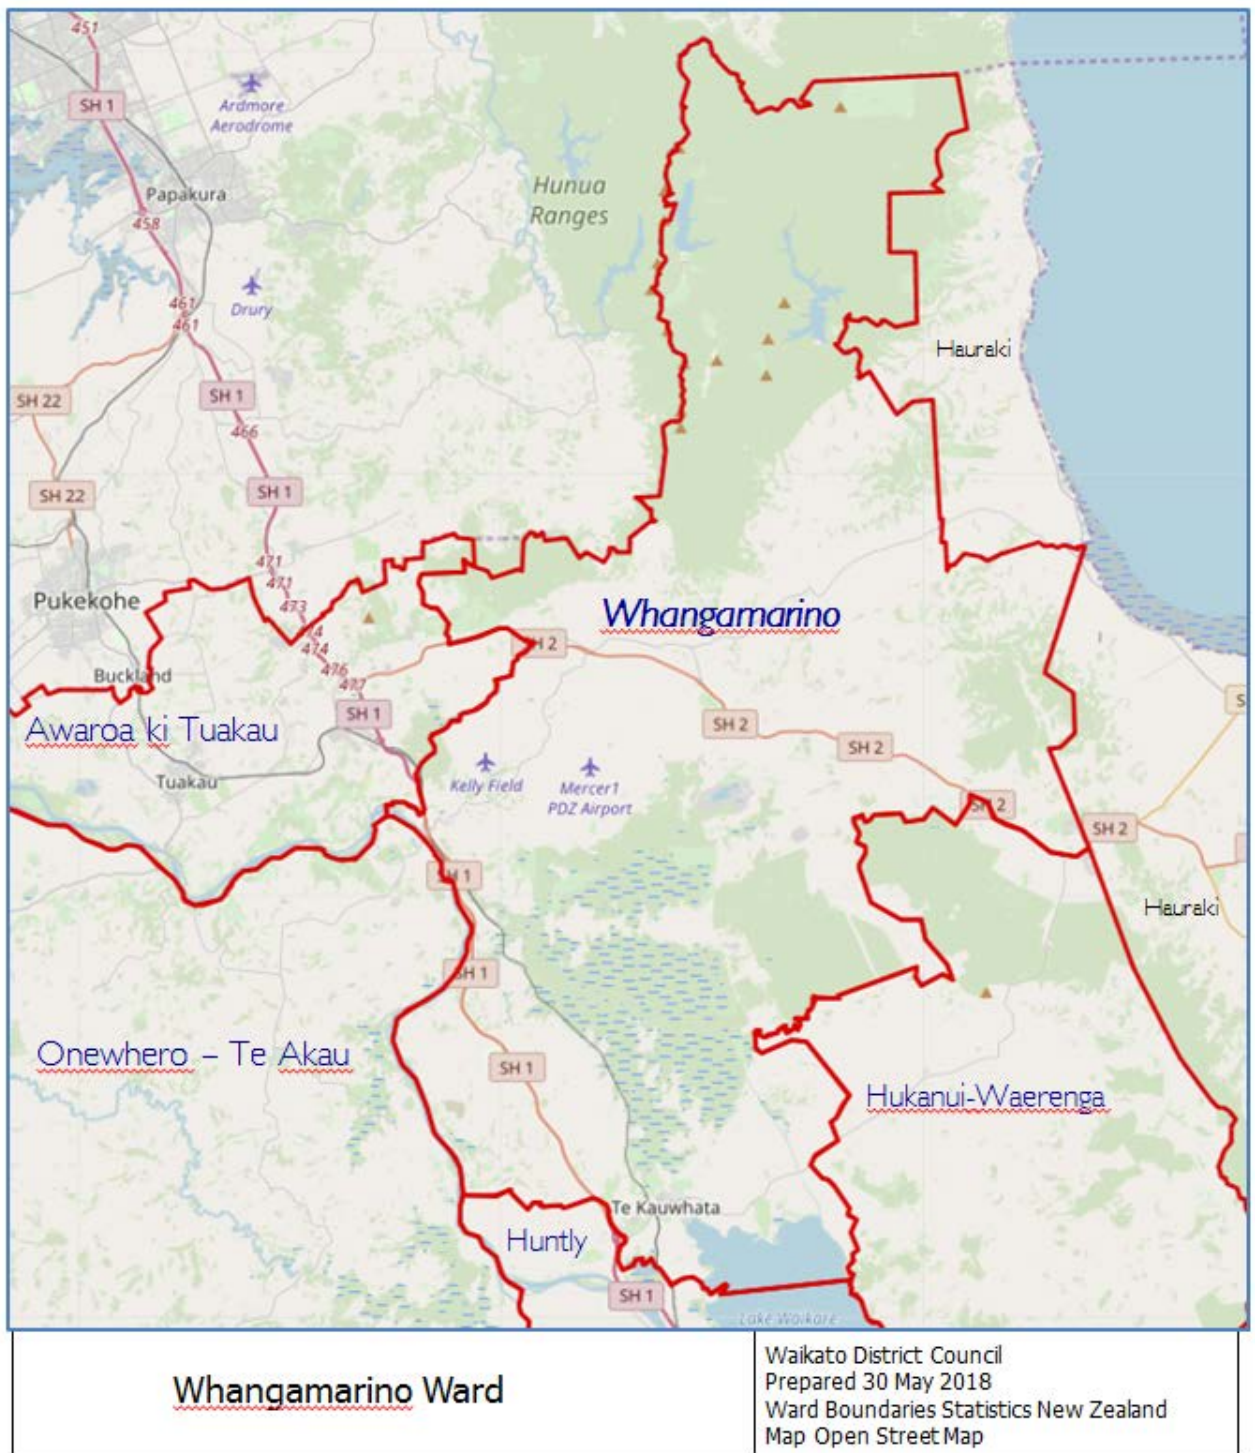 451
SH 1
Ardmore
Aerodrome
Papakura
Hunua
Ranges
458
Drury
461
461
Hauraki
SH 1
SH 22
466
SH 22
SH 1
471
471
Pukekohe
473
Whangamarino
474
474
H 2
Buckland
476
477
SH 1
Awaroa ki Tuakau
SH 2
SH 2
Tuakau
Kelly Field
Mercer1
PDZ Airport
SH 2
SH 2
SH 1
Hauraki
SH 1
Onewhero – Te Akau
SH 1
Hukanui-Waerenga
Te Kauwhata
Huntly
SH 1
Lake Waikare
Whangamarino Ward
Waikato District Council
Prepared 30 May 2018
Ward Boundaries Statistics New Zealand
Map Open Street Map